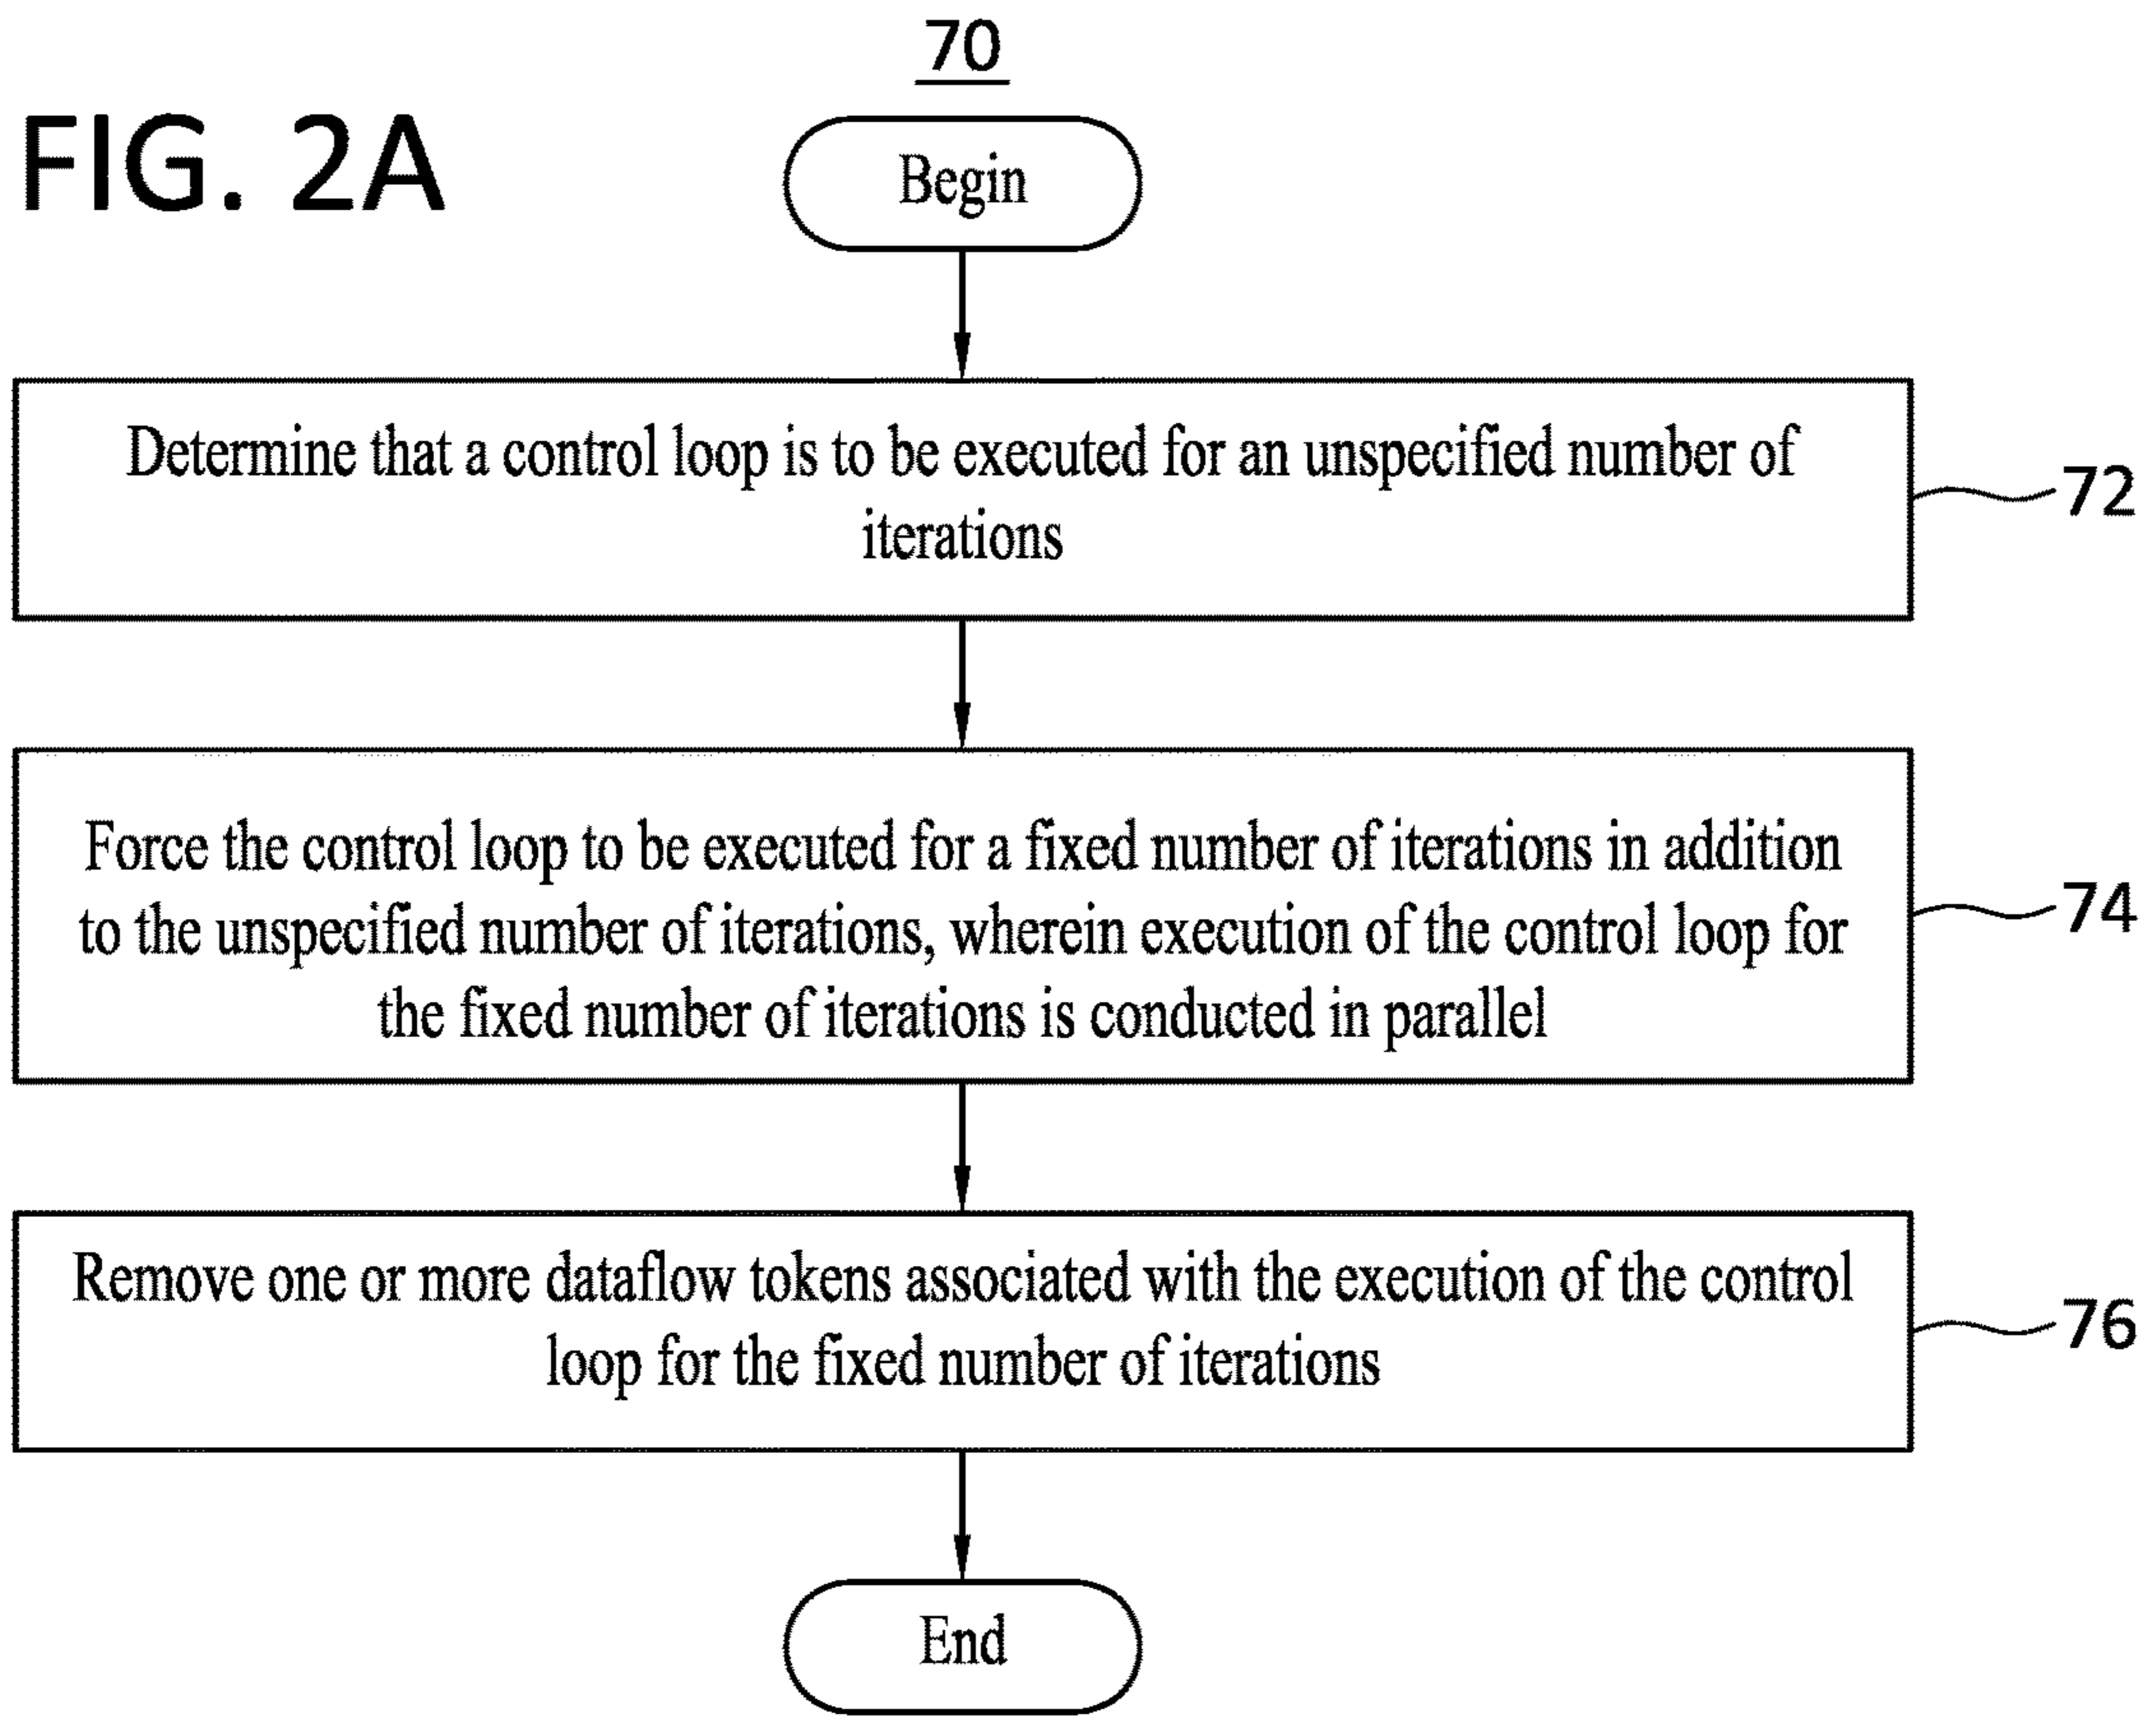 70
FIG. 2A
Begin
Determine that a control loop is to be executed for an unspecified number of
iterations
72
Force the control loop to be executed for a fixed number of iterations in addition
to the unspecified number of iterations, wherein execution of the control loop for
the fixed number of iterations is conducted in parallel
74
Remove one or more dataflow tokens associated with the execution of the control
loop for the fixed number of iterations
76
End